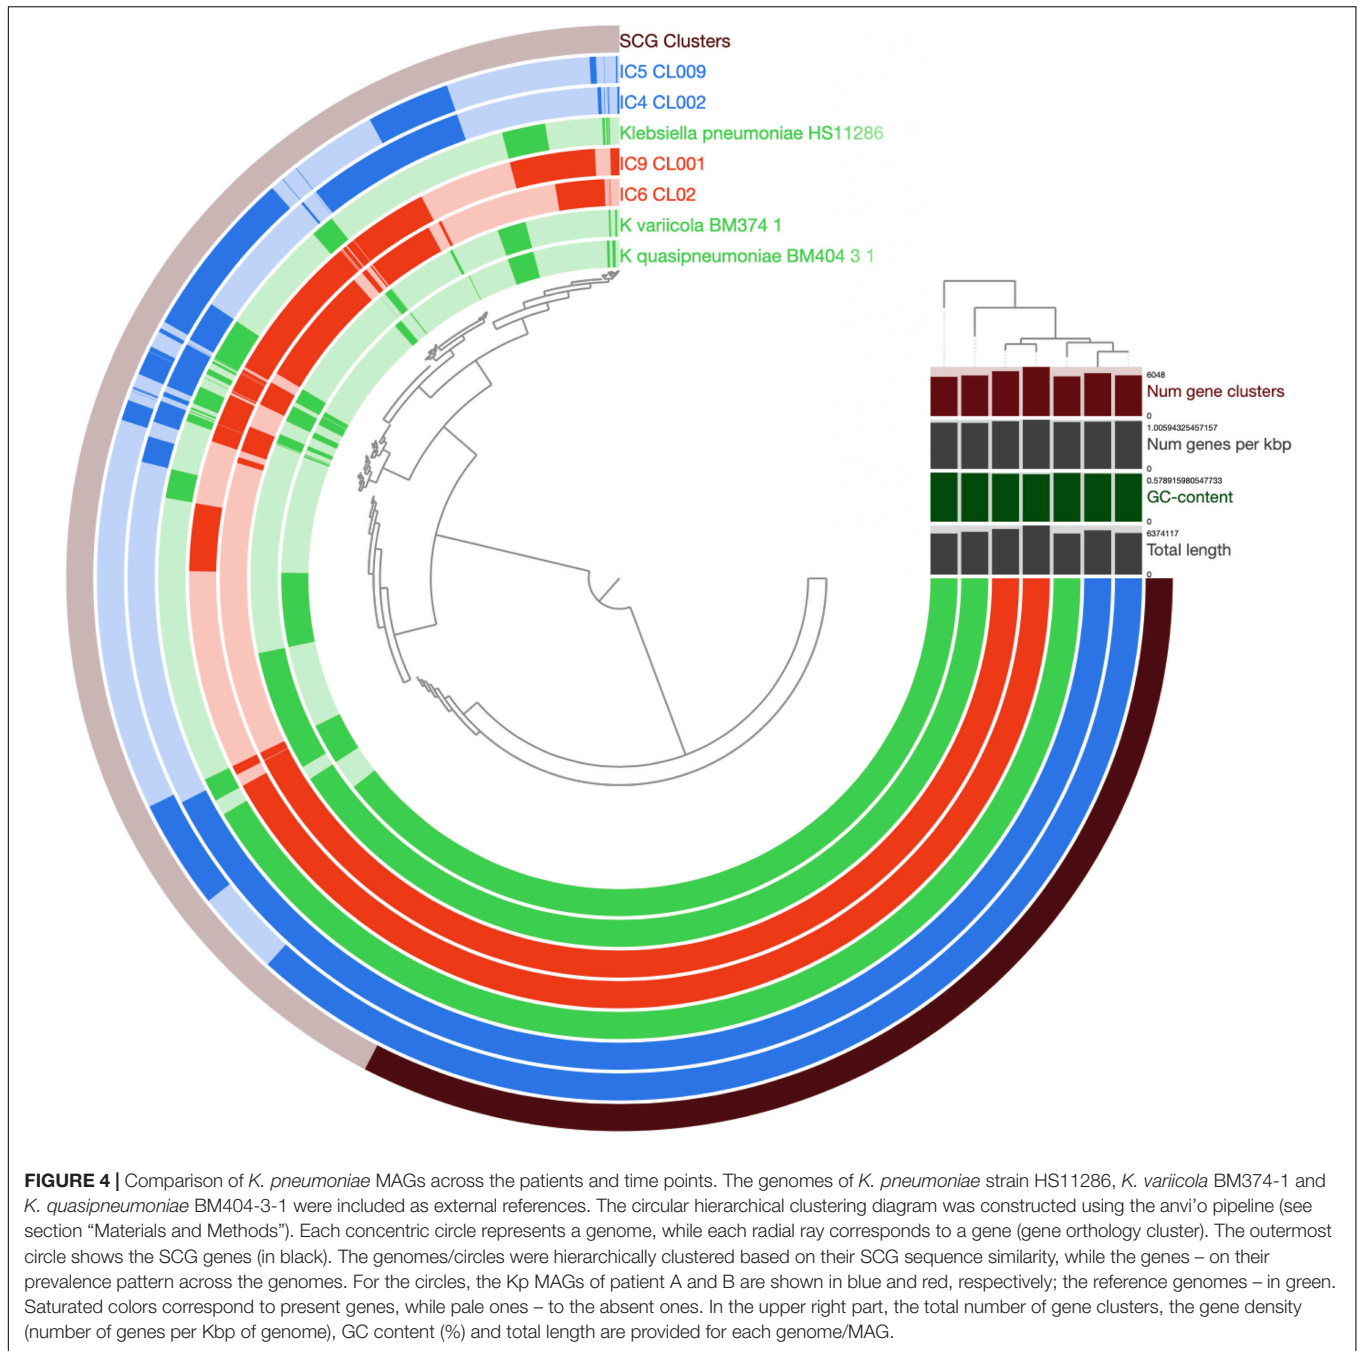 SCG Clusters
IC5 CL009
IC4 CL002
Klebsiella pneumoniae HS11286
IC9 CL001
IC6 CL02
K variicola BM374 1
K quasipneumoniae BM404 3 1
6048
Num gene clusters
0
1.00594325457157
Num genes per kbp
0
0.578915980547733
GC-content
0
6374117
Total length
0
FIGURE 4 | Comparison of K. pneumoniae MAGs across the patients and time points. The genomes of K. pneumoniae strain HS11286, K. variicola BM374-1 and
K. quasipneumoniae BM404-3-1 were included as external references. The circular hierarchical clustering diagram was constructed using the anvi'o pipeline (see
section “Materials and Methods”). Each concentric circle represents a genome, while each radial ray corresponds to a gene (gene orthology cluster). The outermost
circle shows the SCG genes (in black). The genomes/circles were hierarchically clustered based on their SCG sequence similarity, while the genes – on their
prevalence pattern across the genomes. For the circles, the Kp MAGs of patient A and B are shown in blue and red, respectively; the reference genomes – in green.
Saturated colors correspond to present genes, while pale ones – to the absent ones. In the upper right part, the total number of gene clusters, the gene density
(number of genes per Kbp of genome), GC content (%) and total length are provided for each genome/MAG.